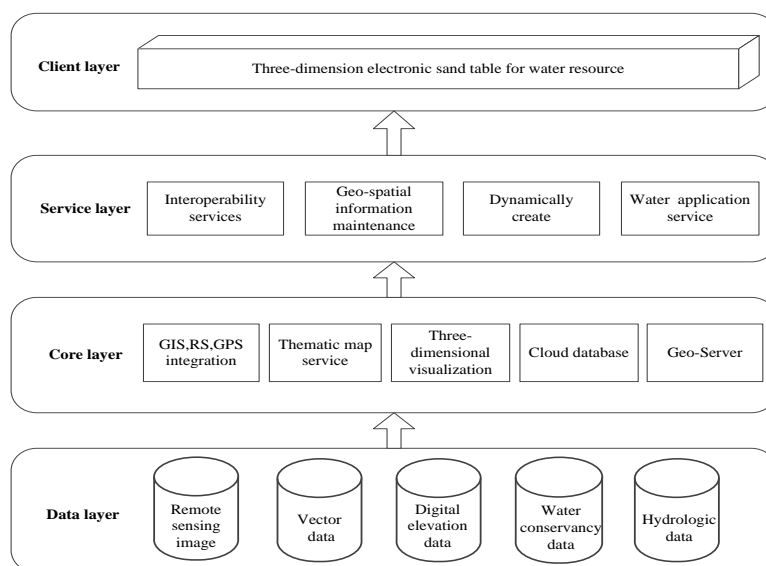 Client layer
Three-dimension electronic sand table for water resource
Service layer
Interoperability
services
Geo-spatial
information
maintenance
Dynamically
create
Water application
service
Core layer
GIS,RS,GPS
integration
Thematic map
service
Three-
dimensional
visualization
Cloud database
Geo-Server
Data layer
Remote
sensing
image
Vector
data
Digital
elevation
data
Water
conservancy
data
Hydrologic
data